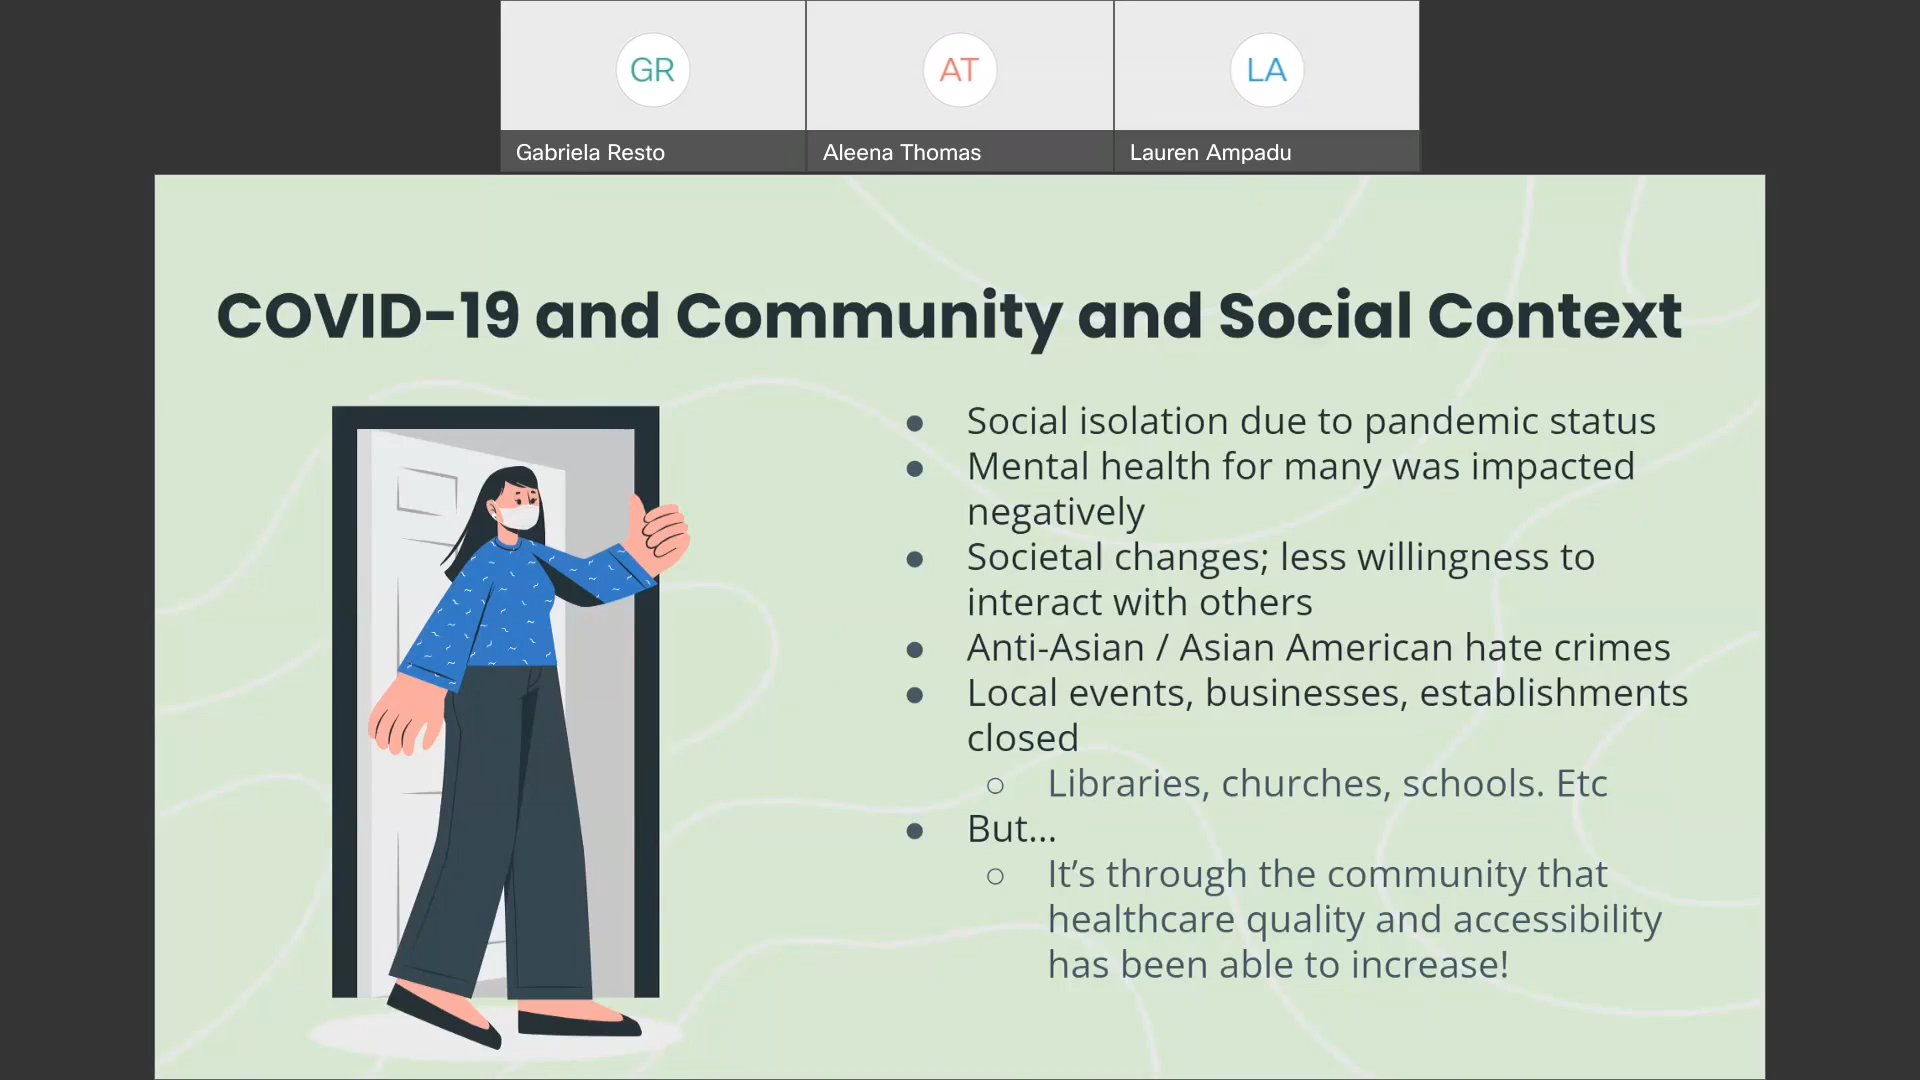 GR
AT
LA
Gabriela Resto
Aleena Thomas
Lauren Ampadu
COVID-19 and Community and Social Context
● Social isolation due to pandemic status
● Mental health for many was impacted
negatively
● Societal changes; less willingness to
interact with others
● Anti-Asian / Asian American hate crimes
● Local events, businesses, establishments
closed
○ Libraries, churches, schools. Etc
● But...
○ It’s through the community that
healthcare quality and accessibility
has been able to increase!